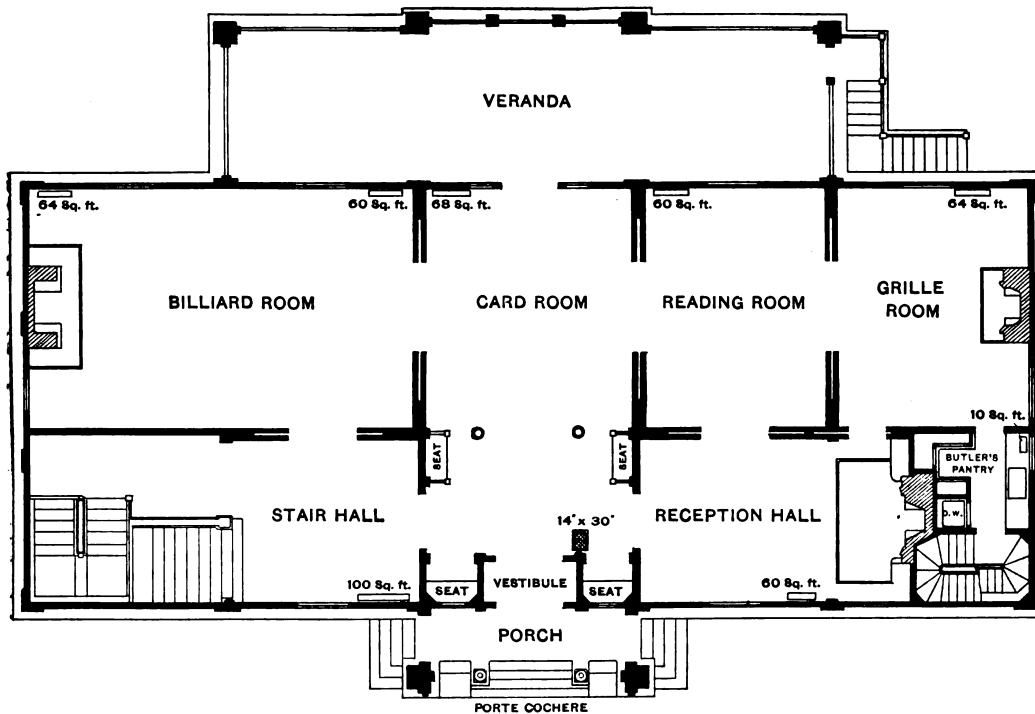 VERANDA
64 Sq. ft.
60 Sq. ft.
68 Sq. ft.
60 Sq. ft.
64 Sq. ft.
BILLIARD ROOM
CARD ROOM
READING ROOM
GRILLE
ROOM
10 Sq. ft.
SEAT
SEAT
BUTLER'S
PANTRY
STAIR HALL
14" x 30"
RECEPTION HALL
D.W.
100 Sq. ft.
SEAT
VESTIBULE
SEAT
60 Sq. ft.
PORCH
PORTE COCHERE